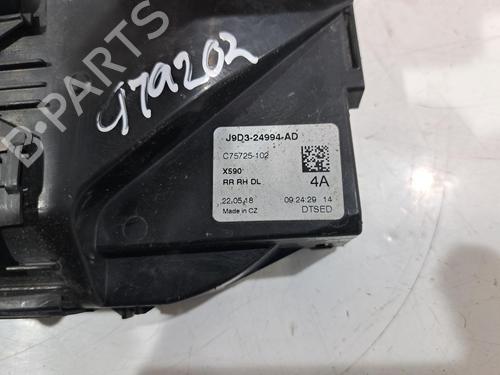 B-PARTS
479202
J9D3-24994-AD
C75725-102
X590
RR RH DL
4A
22.05.18 09:24:29 14
Made in CZ DTSED